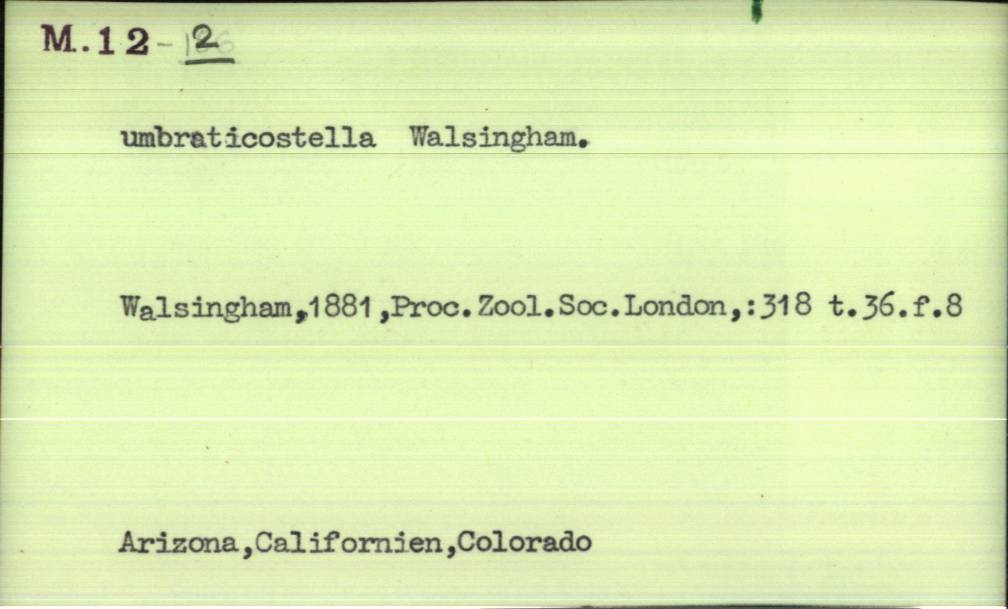 M.12-2
umbraticostella Walsingham.
Walsingham,1881,Proc.Zool.Soc.London,:318 t.36.f.8
Arizona,Californien,Colorado